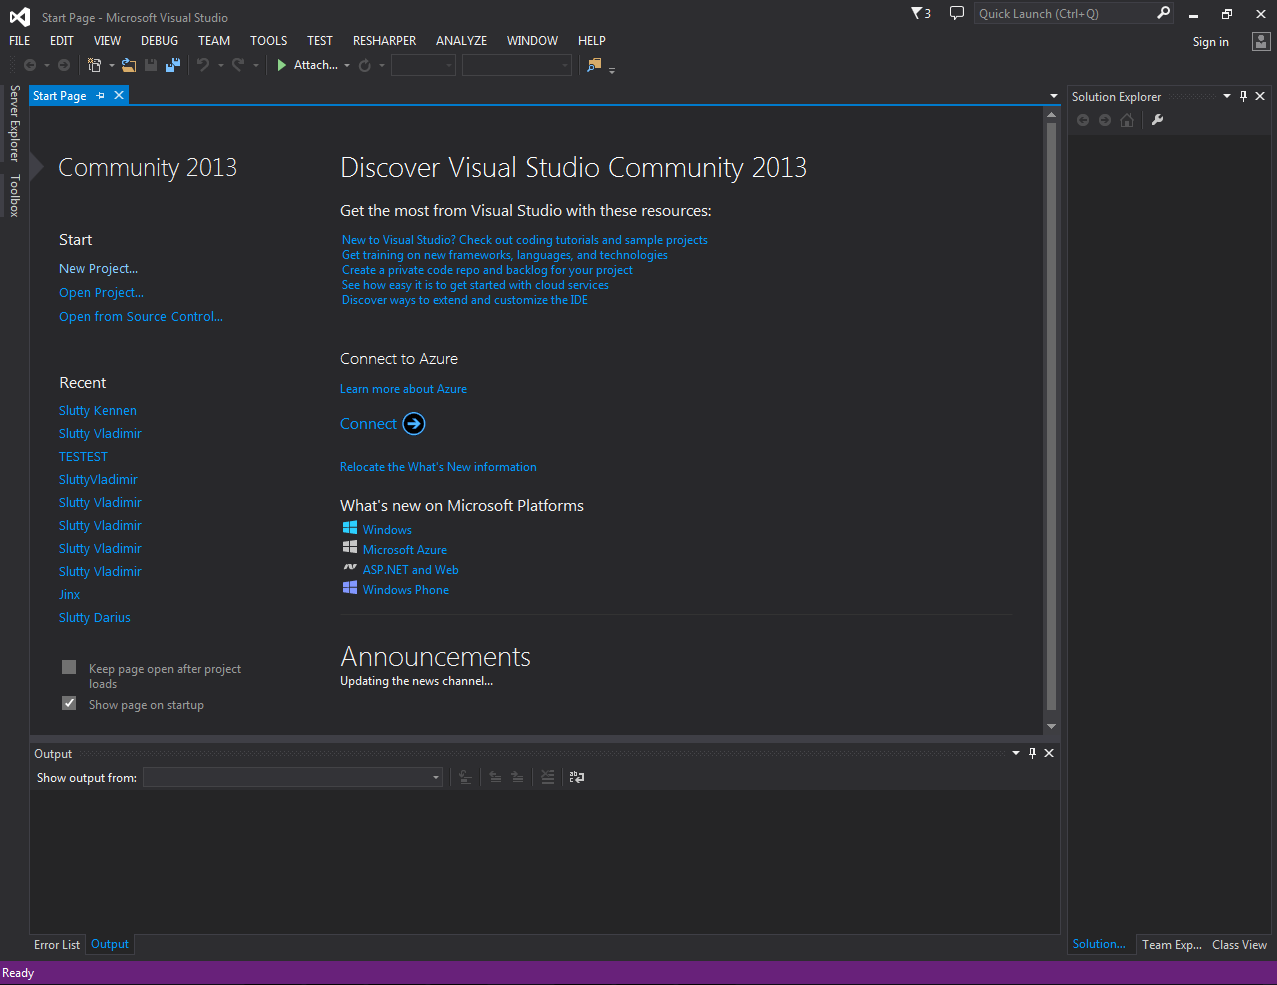 Start Page - Microsoft Visual Studio
3
Quick Launch (Ctrl+Q)
FILE EDIT VIEW DEBUG TEAM TOOLS TEST RESHARPER ANALYZE WINDOW HELP
Sign in
Attach...
Server Explorer
Toolbox
Start Page
Community 2013
Start
New Project...
Open Project...
Open from Source Control...
Recent
Slutty Kennen
Slutty Vladimir
TESTEST
SluttyVladimir
Slutty Vladimir
Slutty Vladimir
Slutty Vladimir
Slutty Vladimir
Jinx
Slutty Darius
Keep page open after project
loads
Show page on startup
Discover Visual Studio Community 2013
Get the most from Visual Studio with these resources:
New to Visual Studio? Check out coding tutorials and sample projects
Get training on new frameworks, languages, and technologies
Create a private code repo and backlog for your project
See how easy it is to get started with cloud services
Discover ways to extend and customize the IDE
Connect to Azure
Learn more about Azure
Connect
Relocate the What's New information
What's new on Microsoft Platforms
Windows
Microsoft Azure
ASP.NET and Web
Windows Phone
Announcements
Updating the news channel...
Solution Explorer
Output
Show output from:
Error List Output
Solution... Team Exp... Class View
Ready